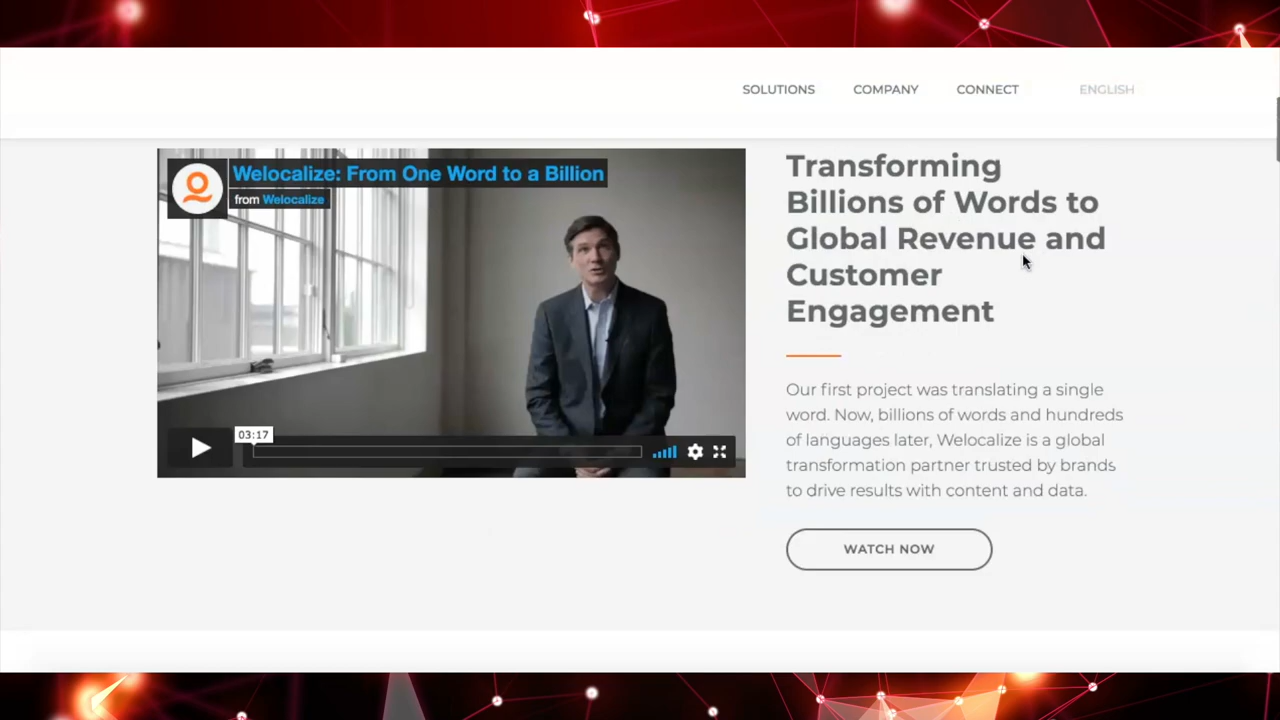 SOLUTIONS COMPANY CONNECT ENGLISH
Welocalize: From One Word to a Billion
from Welocalize
03:17
Transforming
Billions of Words to
Global Revenue and
Customer
Engagement
Our first project was translating a single
word. Now, billions of words and hundreds
of languages later, Welocalize is a global
transformation partner trusted by brands
to drive results with content and data.
WATCH NOW